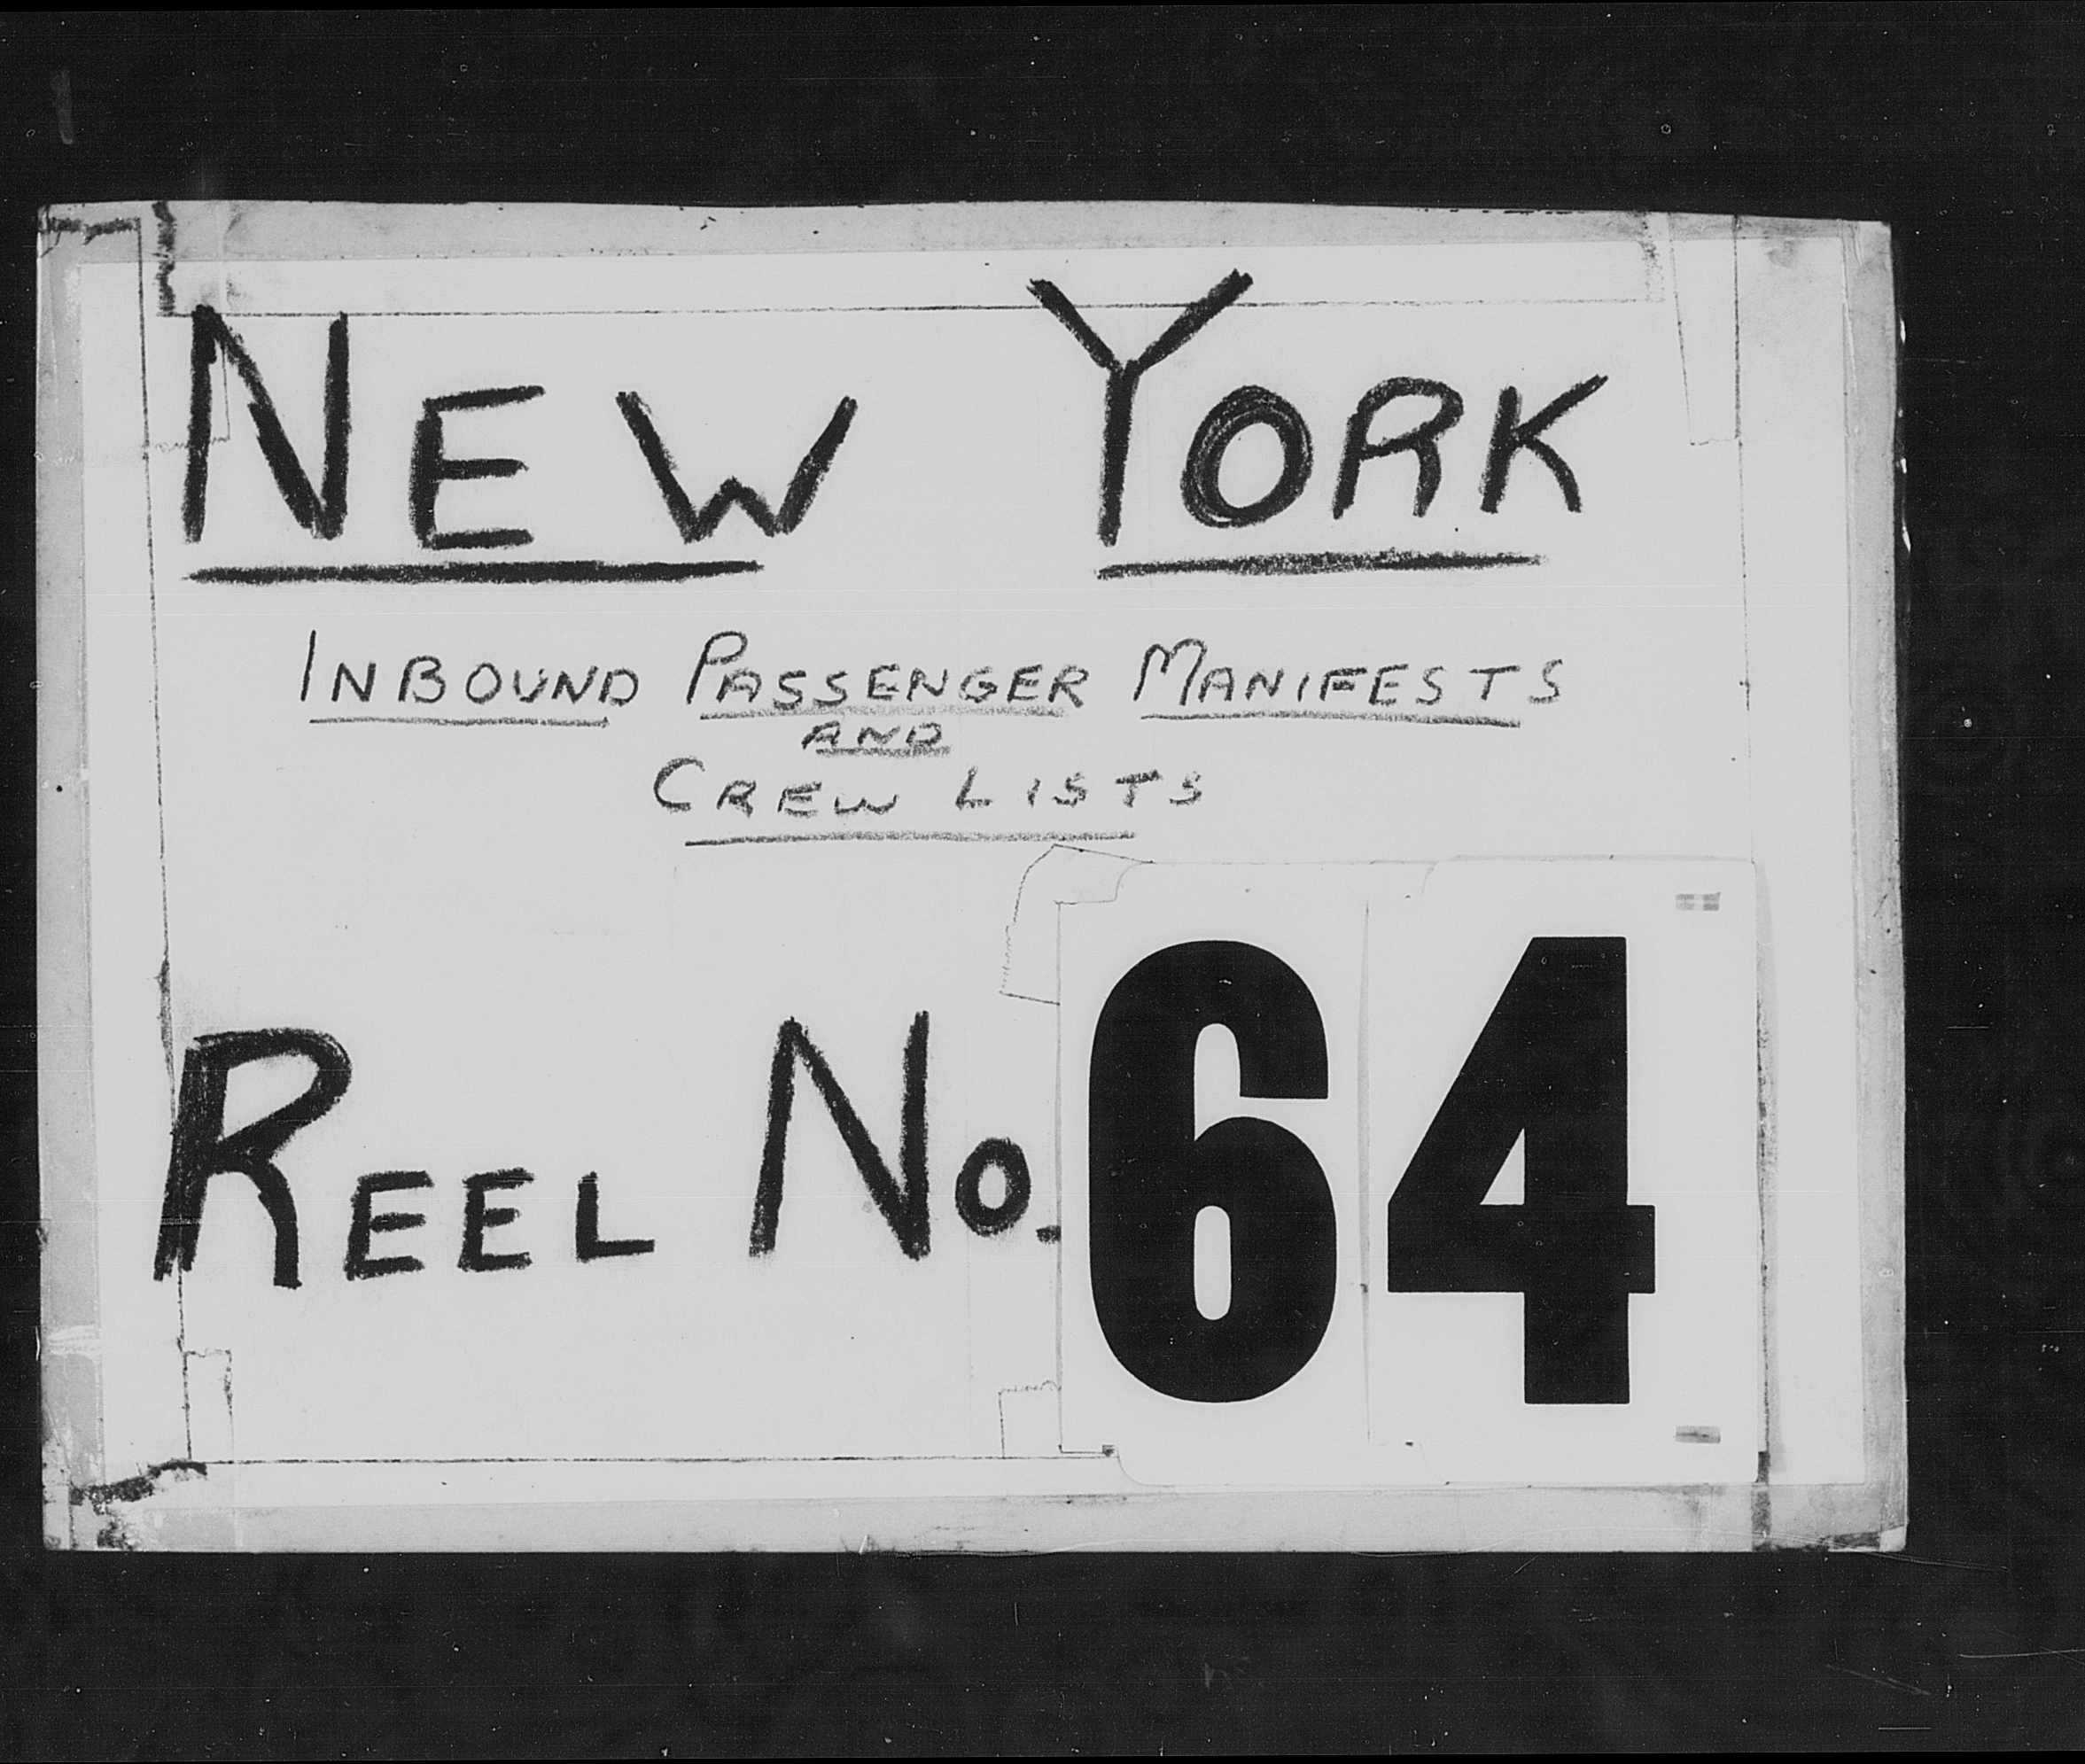 NEW YORK
INBOUND PASSENGER MANIFESTS
AND
CREW LISTS
REEL No. 64